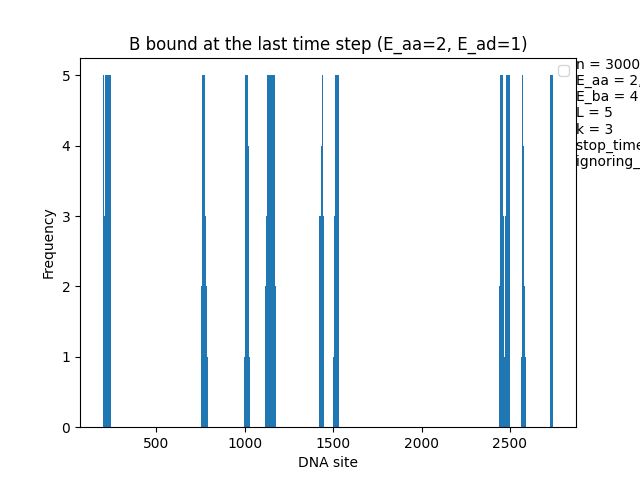 B bound at the last time step (E_aa=2, E_ad=1)
n = 3000
E_aa = 2,
E_ba = 4
L = 5
k = 3
stop_time
ignoring_
Frequency
5
4
3
2
1
0
500
1000
1500
2000
2500
DNA site